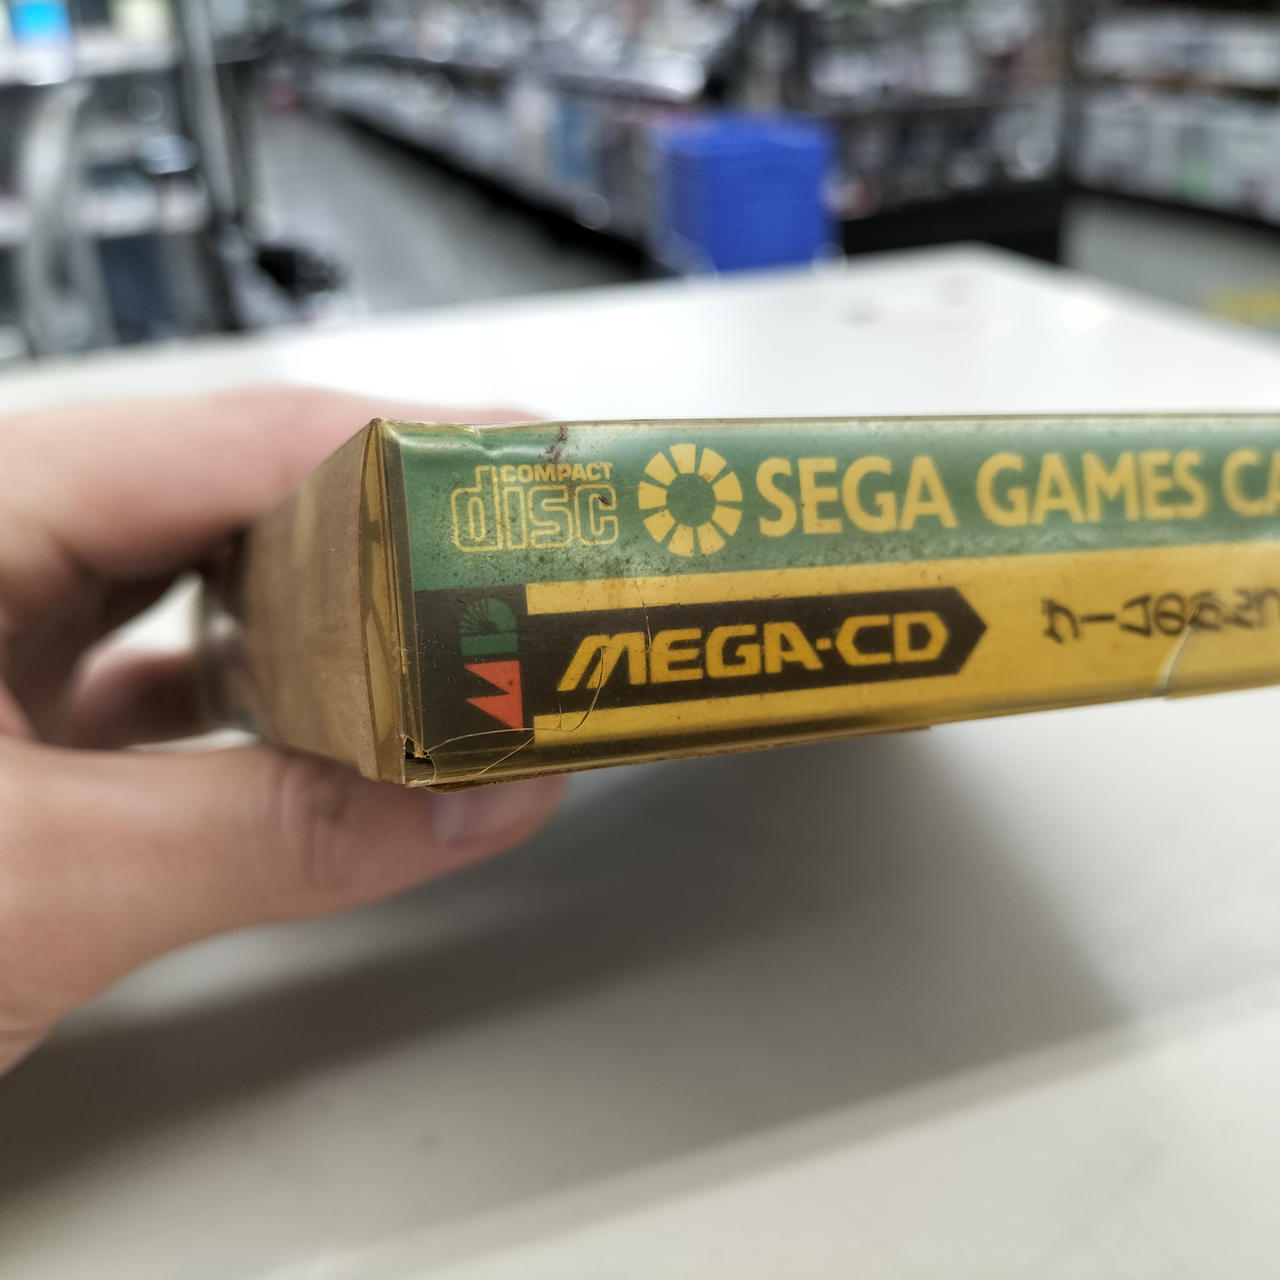 COMPACT
disc
SEGA GAMES CA
MEGA-CD